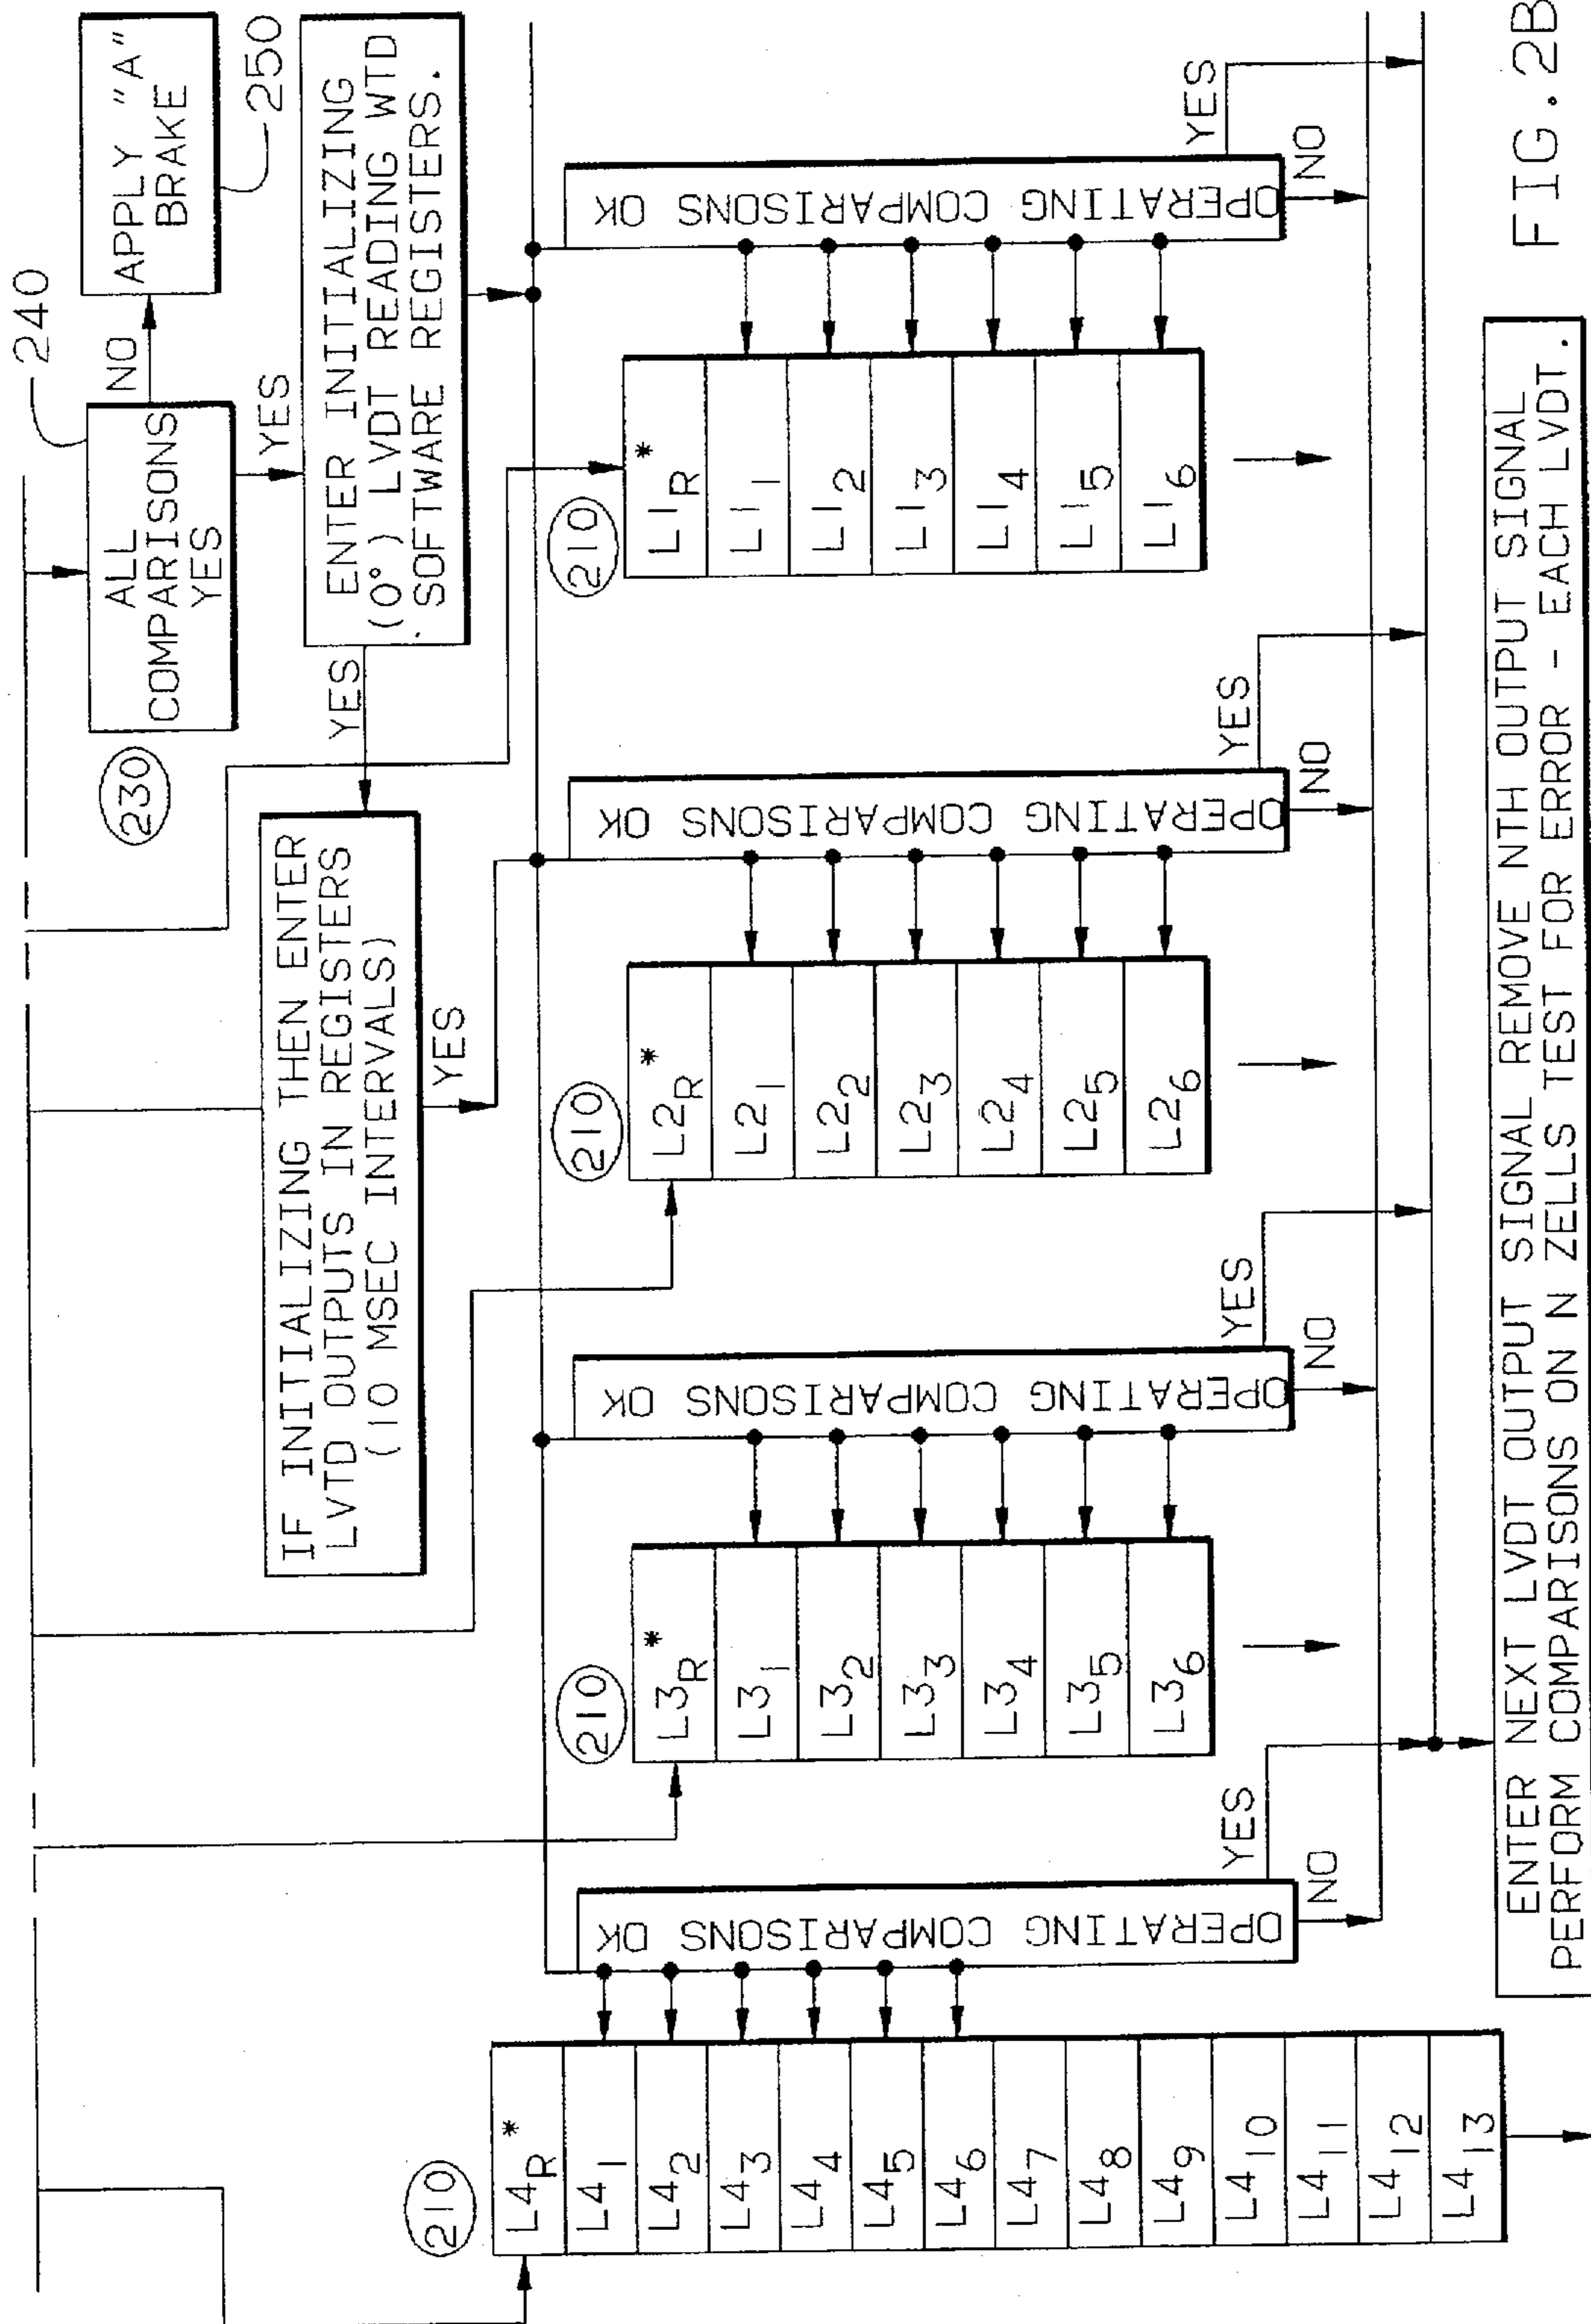 240
ALL
COMPARISONS
YES
NO
APPLY "A"
BRAKE
250
230
YES
ENTER INITIALIZING
(0°) LVDT READING WTD
SOFTWARE REGISTERS.
YES
IF INITIALIZING THEN ENTER
LVTD OUTPUTS IN REGISTERS
(10 MSEC INTERVALS)
YES
210
L4R*
L41
L42
L43
L44
L45
L46
L47
L48
L49
L410
L411
L412
L413
OPERATING COMPARISONS OK
YES
NO
210
L3R*
L31
L32
L33
L34
L35
L36
OPERATING COMPARISONS OK
YES
NO
210
L2R*
L21
L22
L23
L24
L25
L26
OPERATING COMPARISONS OK
YES
NO
210
L1R*
L11
L12
L13
L14
L15
L16
OPERATING COMPARISONS OK
YES
NO
ENTER NEXT LVDT OUTPUT SIGNAL REMOVE NTH OUTPUT SIGNAL
PERFORM COMPARISONS ON N ZELLS TEST FOR ERROR - EACH LVDT.
FIG. 2B